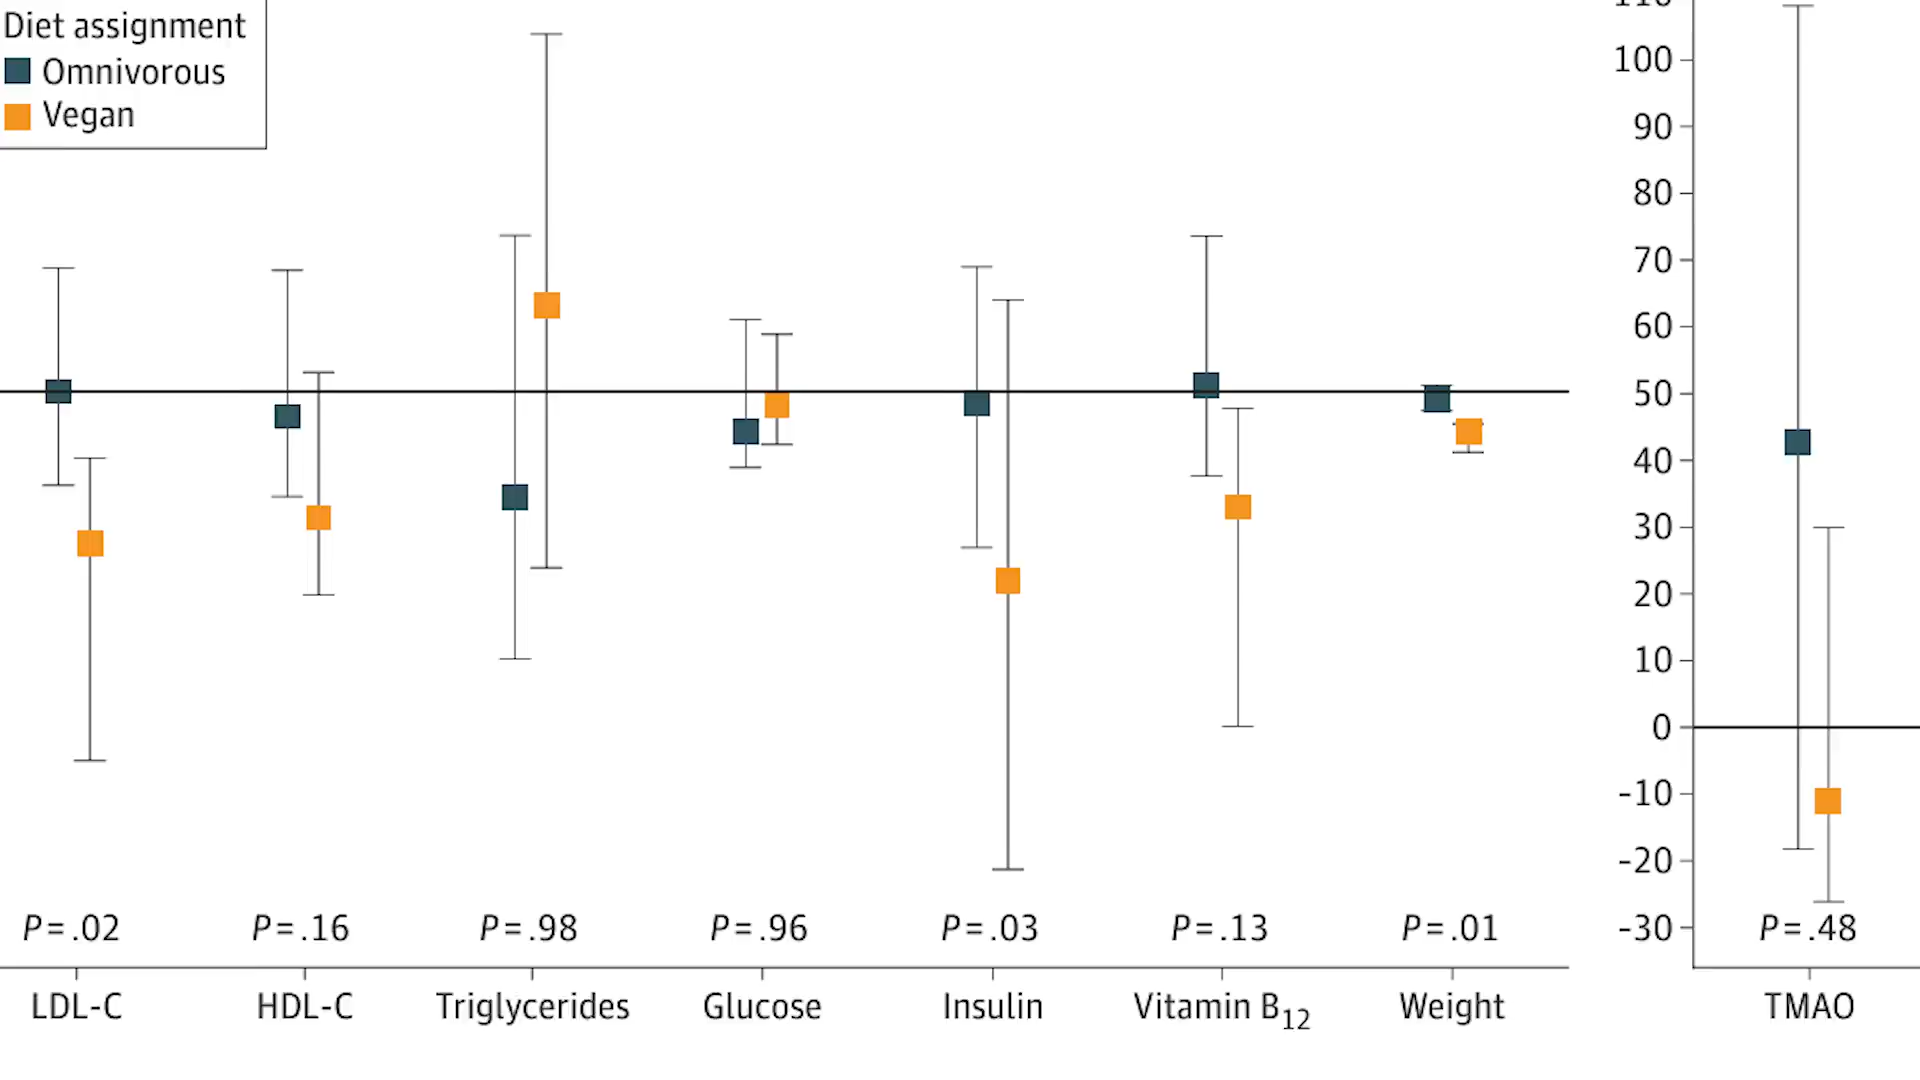 Diet assignment
Omnivorous
Vegan
100
90
80
70
60
50
40
30
20
10
0
-10
-20
-30
P=.02 P=.16 P=.98 P=.96 P=.03 P=.13 P=.01 P=.48
LDL-C HDL-C Triglycerides Glucose Insulin Vitamin B12 Weight TMAO